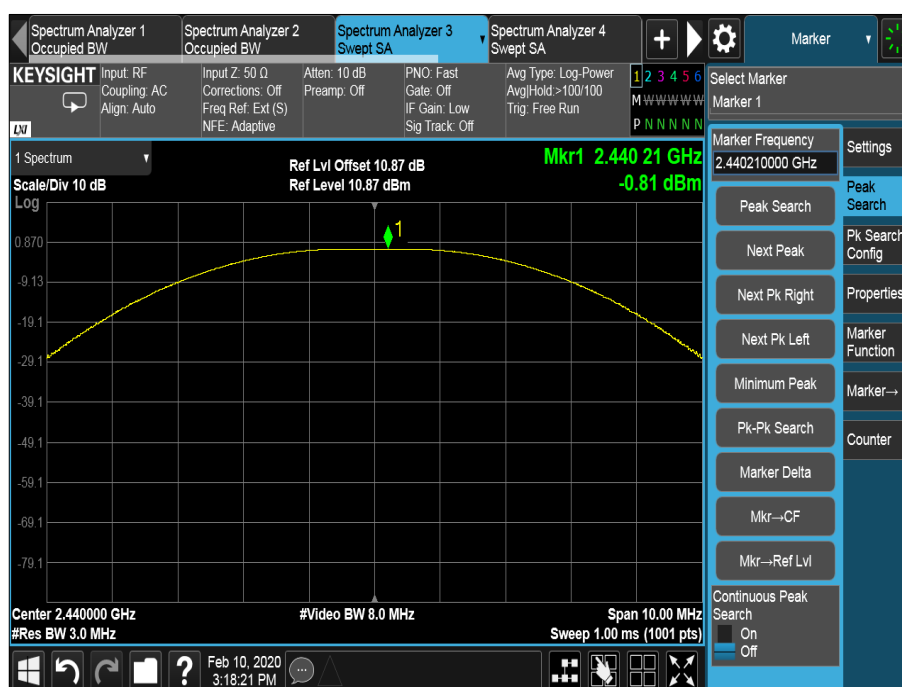 Spectrum Analyzer 1
Occupied BW
Spectrum Analyzer 2
Occupied BW
Spectrum Analyzer 3
Swept SA
Spectrum Analyzer 4
Swept SA
Marker
KEYSIGHT
LXI
Input: RF
Coupling: AC
Align: Auto
Input Z: 50 Ω
Corrections: Off
Freq Ref: Ext (S)
NFE: Adaptive
Atten: 10 dB
Preamp: Off
PNO: Fast
Gate: Off
IF Gain: Low
Sig Track: Off
Avg Type: Log-Power
Avg|Hold:>100/100
Trig: Free Run
1 2 3 4 5 6
M W W W W W
P N N N N N
Select Marker
Marker 1
1 Spectrum
Scale/Div 10 dB
Log
Ref Lvl Offset 10.87 dB
Ref Level 10.87 dBm
Mkr1 2.440 21 GHz
-0.81 dBm
1
0.870
-9.13
-19.1
-29.1
-39.1
-49.1
-59.1
-69.1
-79.1
Center 2.440000 GHz
#Res BW 3.0 MHz
#Video BW 8.0 MHz
Span 10.00 MHz
Sweep 1.00 ms (1001 pts)
Marker Frequency
2.440210000 GHz
Peak Search
Next Peak
Next Pk Right
Next Pk Left
Minimum Peak
Pk-Pk Search
Marker Delta
Mkr→CF
Mkr→Ref Lvl
Continuous Peak
Search
On
Off
Settings
Peak
Search
Pk Search
Config
Properties
Marker
Function
Marker→
Counter
?
Feb 10, 2020
3:18:21 PM